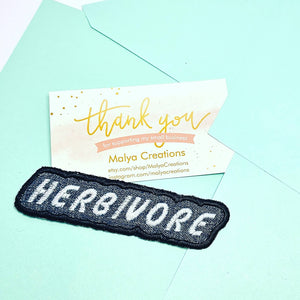 thank you
for supporting my small business
Malya Creations
etsy.com/shop/MalyaCreations
instagram.com/malyacreations
HERBIVORE